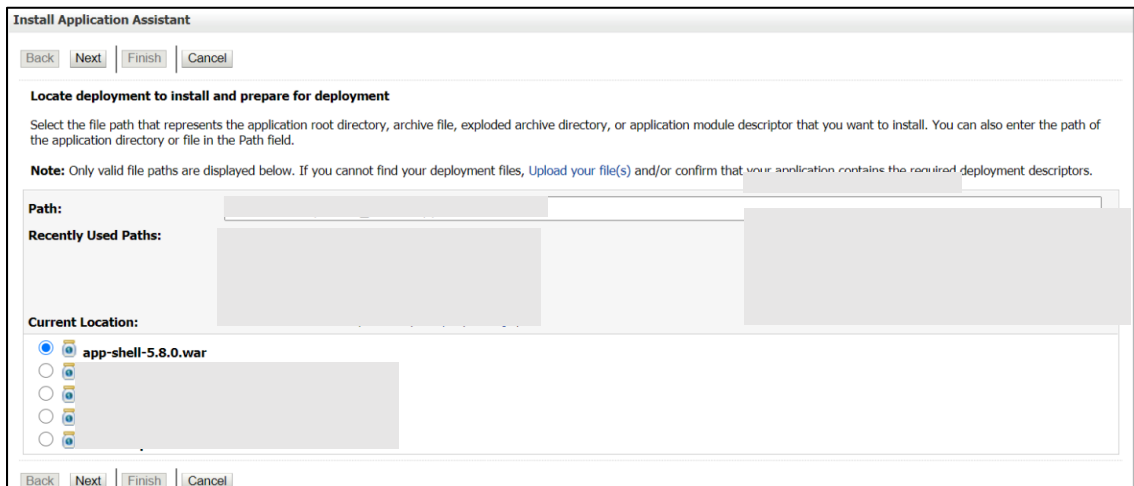 Install Application Assistant
Back Next Finish Cancel
Locate deployment to install and prepare for deployment
Select the file path that represents the application root directory, archive file, exploded archive directory, or application module descriptor that you want to install. You can also enter the path of
the application directory or file in the Path field.
Note: Only valid file paths are displayed below. If you cannot find your deployment files, Upload your file(s) and/or confirm that your application contains the required deployment descriptors.
Path:
Recently Used Paths:
Current Location:
app-shell-5.8.0.war
Back Next Finish Cancel